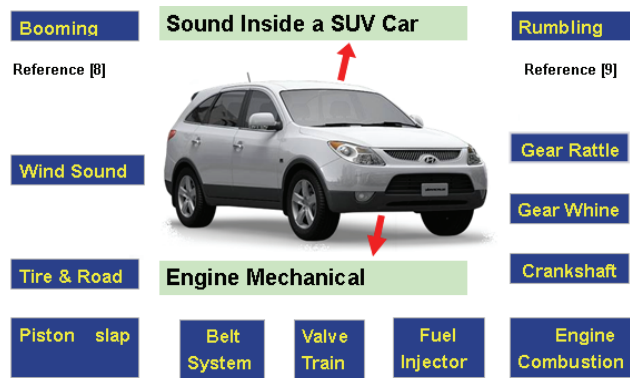 Booming
Sound Inside a SUV Car
Rumbling
Reference [8]
Reference [9]
Wind Sound
Gear Rattle
Gear Whine
Tire & Road
Engine Mechanical
Crankshaft
Piston slap
Belt
System
Valve
Train
Fuel
Injector
Engine
Combustion